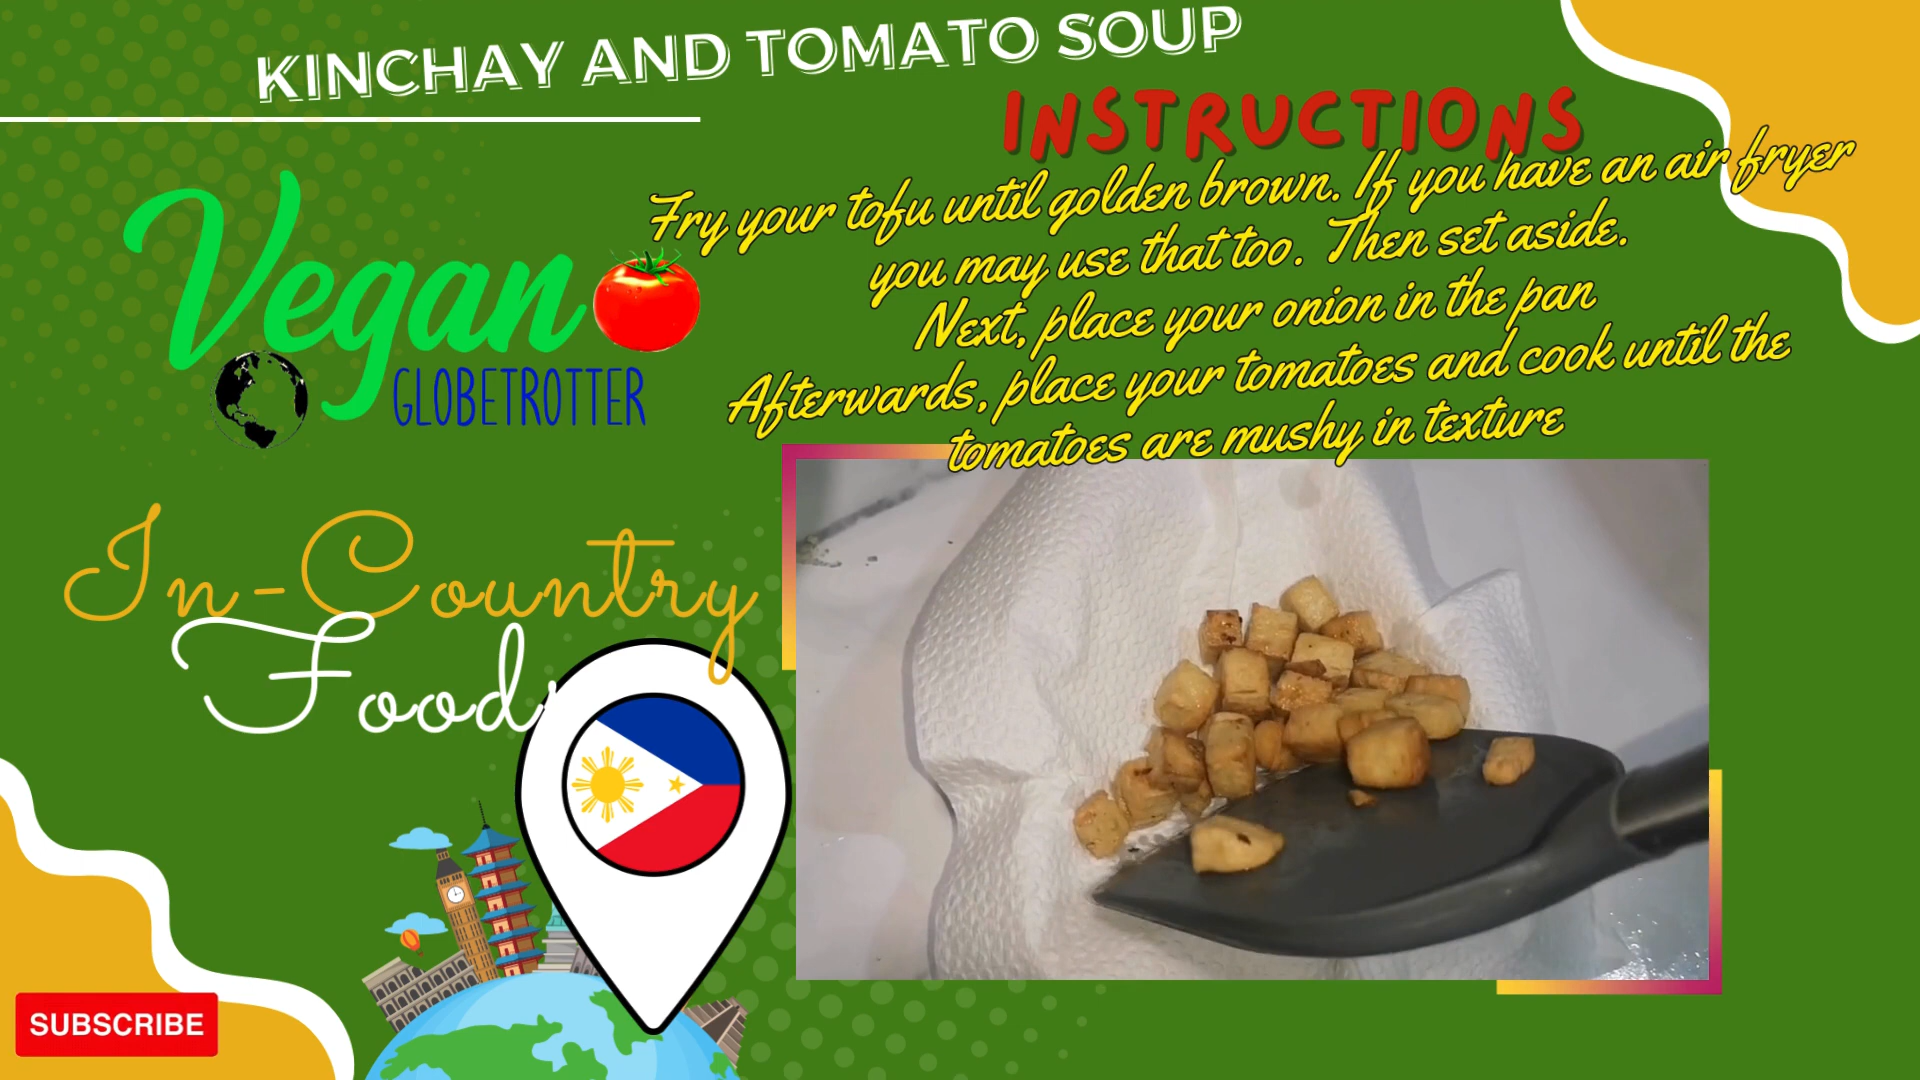 KINCHAY AND TOMATO SOUP
INSTRUCTIONS
Fry your tofu until golden brown. If you have an air fryer
you may use that too. Then set aside.
Next, place your onion in the pan
Afterwards, place your tomatoes and cook until the
tomatoes are mushy in texture
Vegan
GLOBETROTTER
In-Country
Food
SUBSCRIBE